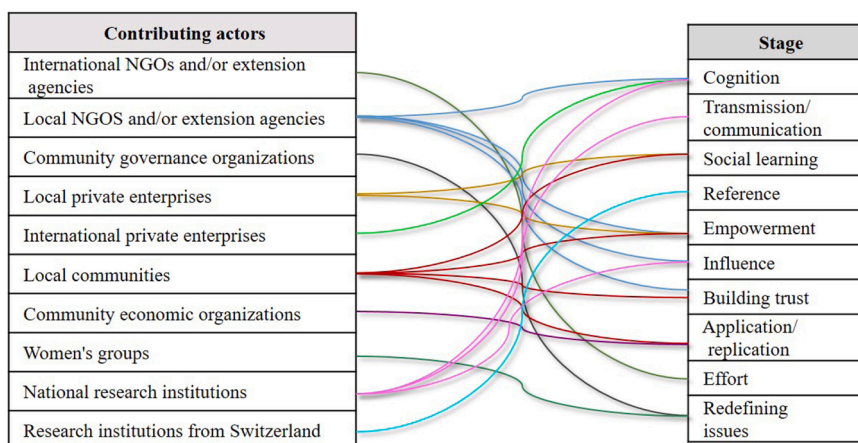 Contributing actors
International NGOs and/or extension
agencies
Local NGOS and/or extension agencies
Community governance organizations
Local private enterprises
International private enterprises
Local communities
Community economic organizations
Women's groups
National research institutions
Research institutions from Switzerland
Stage
Cognition
Transmission/
communication
Social learning
Reference
Empowerment
Influence
Building trust
Application/
replication
Effort
Redefining
issues